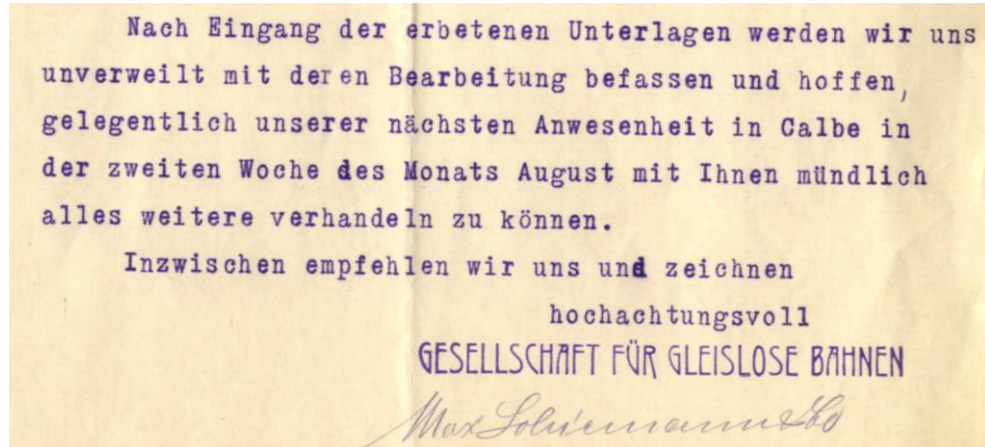 Nach Eingang der erbetenen Unterlagen werden wir uns
unverweilt mit deren Bearbeitung befassen und hoffen,
gelegentlich unserer nächsten Anwesenheit in Calbe in
der zweiten Woche des Monats August mit Ihnen mündlich
alles weitere verhandeln zu können.
Inzwischen empfehlen wir uns und zeichnen
hochachtungsvoll
GESELLSCHAFT FÜR GLEISLOSE BAHNEN
Max Schiemann & Co